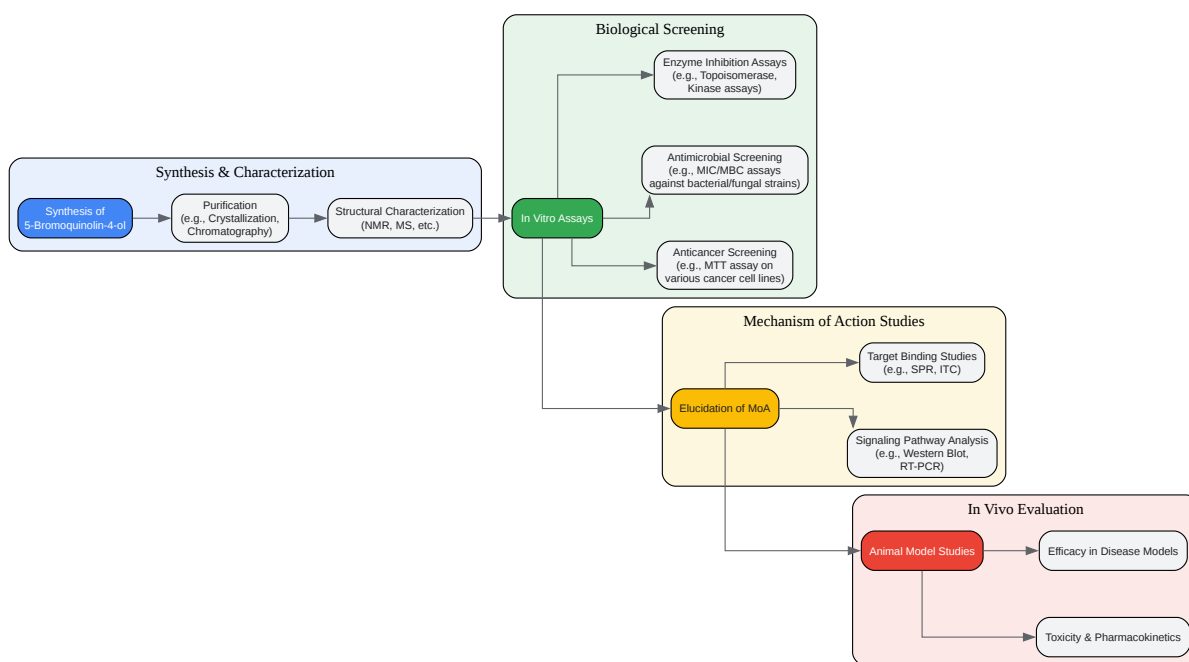 Biological Screening
Enzyme Inhibition Assays
(e.g., Topoisomerase,
Kinase assays)
Synthesis & Characterization
Antimicrobial Screening
(e.g., MIC/MBC assays
against bacterial/fungal strains)
Synthesis of
5-Bromoquinolin-4-ol
Purification
(e.g., Crystallization,
Chromatography)
Structural Characterization
(NMR, MS, etc.)
In Vitro Assays
Anticancer Screening
(e.g., MTT assay on
various cancer cell lines)
Mechanism of Action Studies
Target Binding Studies
(e.g., SPR, ITC)
Elucidation of MoA
Signaling Pathway Analysis
(e.g., Western Blot,
RT-PCR)
In Vivo Evaluation
Animal Model Studies
Efficacy in Disease Models
Toxicity & Pharmacokinetics